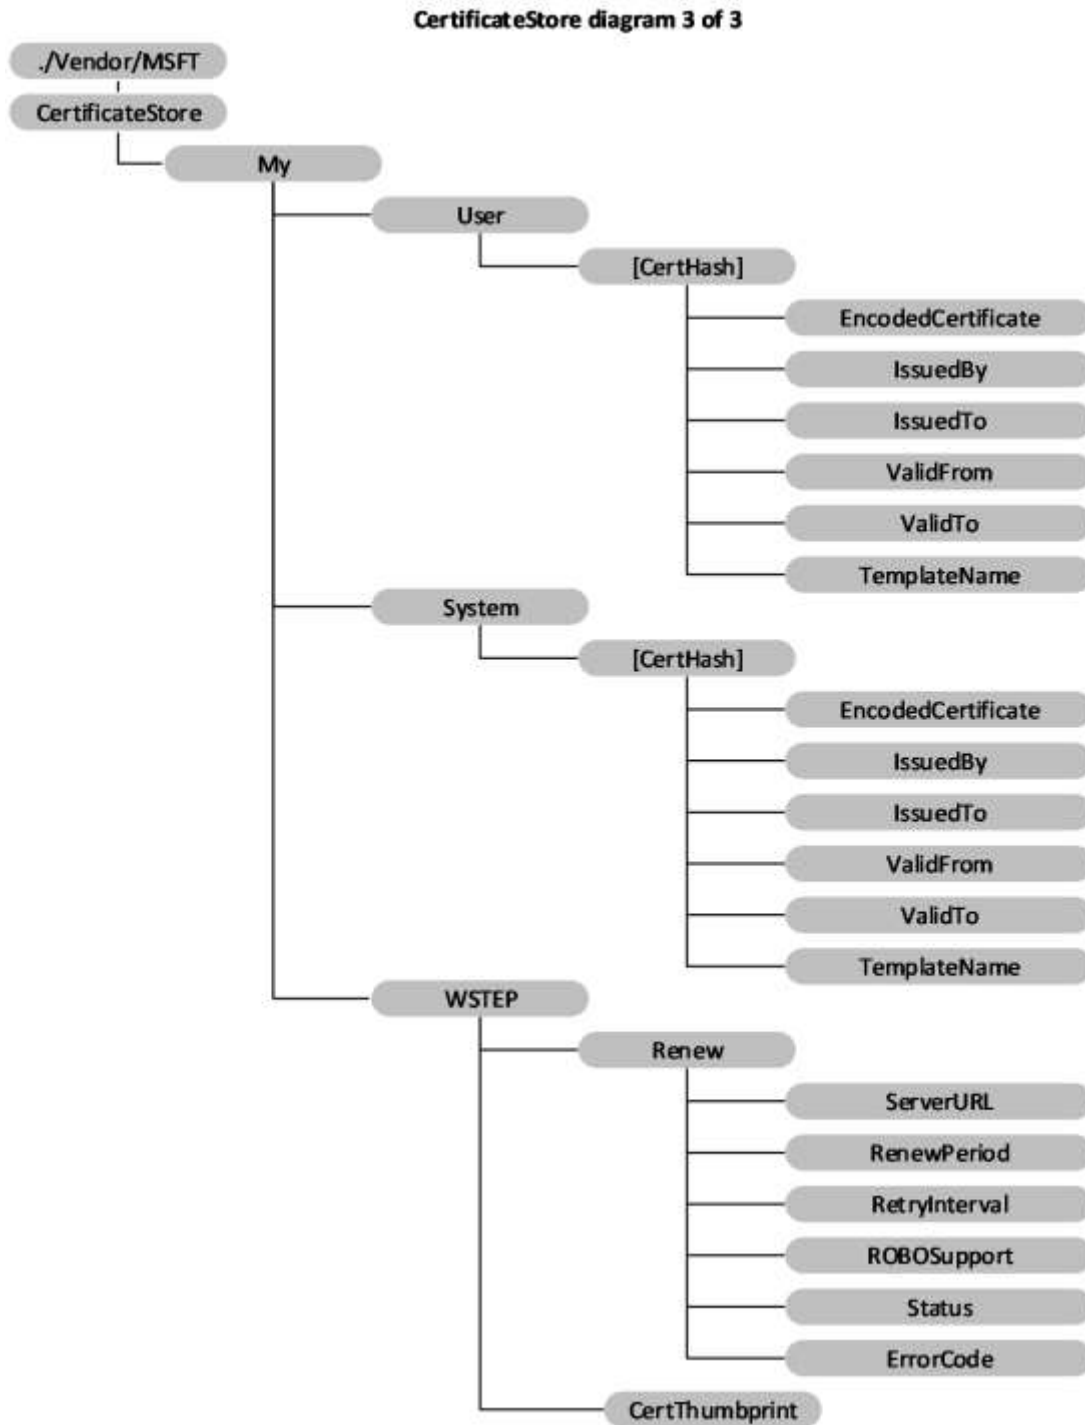 CertificateStore diagram 3 of 3
./Vendor/MSFT
CertificateStore
My
User
[CertHash]
EncodedCertificate
IssuedBy
IssuedTo
ValidFrom
ValidTo
TemplateName
System
[CertHash]
EncodedCertificate
IssuedBy
IssuedTo
ValidFrom
ValidTo
TemplateName
WSTEP
Renew
ServerURL
RenewPeriod
RetryInterval
ROBOSupport
Status
ErrorCode
CertThumbprint